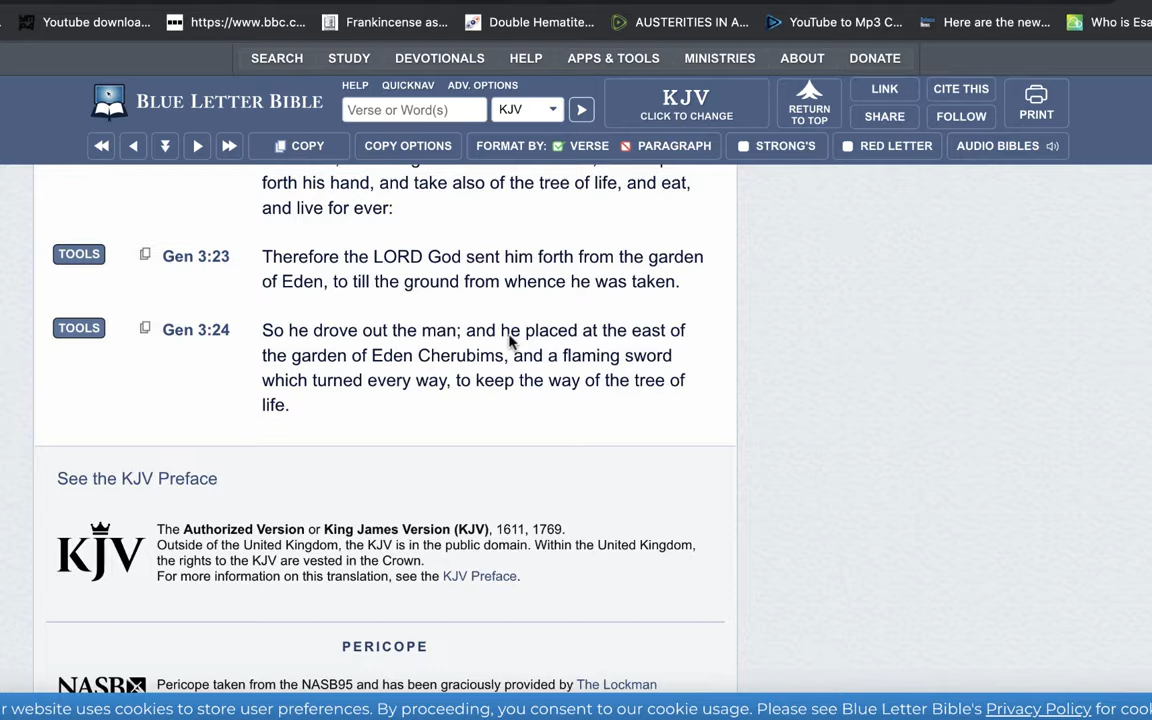 Youtube downloa... https://www.bbc.c... Frankincense as... Double Hematite... AUSTERITIES IN A... YouTube to Mp3 C... Here are the new... Who is Esa
SEARCH STUDY DEVOTIONALS HELP APPS & TOOLS MINISTRIES ABOUT DONATE
HELP QUICKNAV ADV. OPTIONS
BLUE LETTER BIBLE
Verse or Word(s) KJV
KJV
CLICK TO CHANGE
RETURN
TO TOP
LINK CITE THIS
SHARE FOLLOW
PRINT
COPY COPY OPTIONS FORMAT BY: VERSE PARAGRAPH STRONG'S RED LETTER AUDIO BIBLES
forth his hand, and take also of the tree of life, and eat,
and live for ever:
TOOLS Gen 3:23 Therefore the LORD God sent him forth from the garden
of Eden, to till the ground from whence he was taken.
TOOLS Gen 3:24 So he drove out the man; and he placed at the east of
the garden of Eden Cherubims, and a flaming sword
which turned every way, to keep the way of the tree of
life.
See the KJV Preface
KJV
The Authorized Version or King James Version (KJV), 1611, 1769.
Outside of the United Kingdom, the KJV is in the public domain. Within the United Kingdom,
the rights to the KJV are vested in the Crown.
For more information on this translation, see the KJV Preface.
PERICOPE
NASB
Pericope taken from the NASB95 and has been graciously provided by The Lockman
r website uses cookies to store user preferences. By proceeding, you consent to our cookie usage. Please see Blue Letter Bible's Privacy Policy for cook